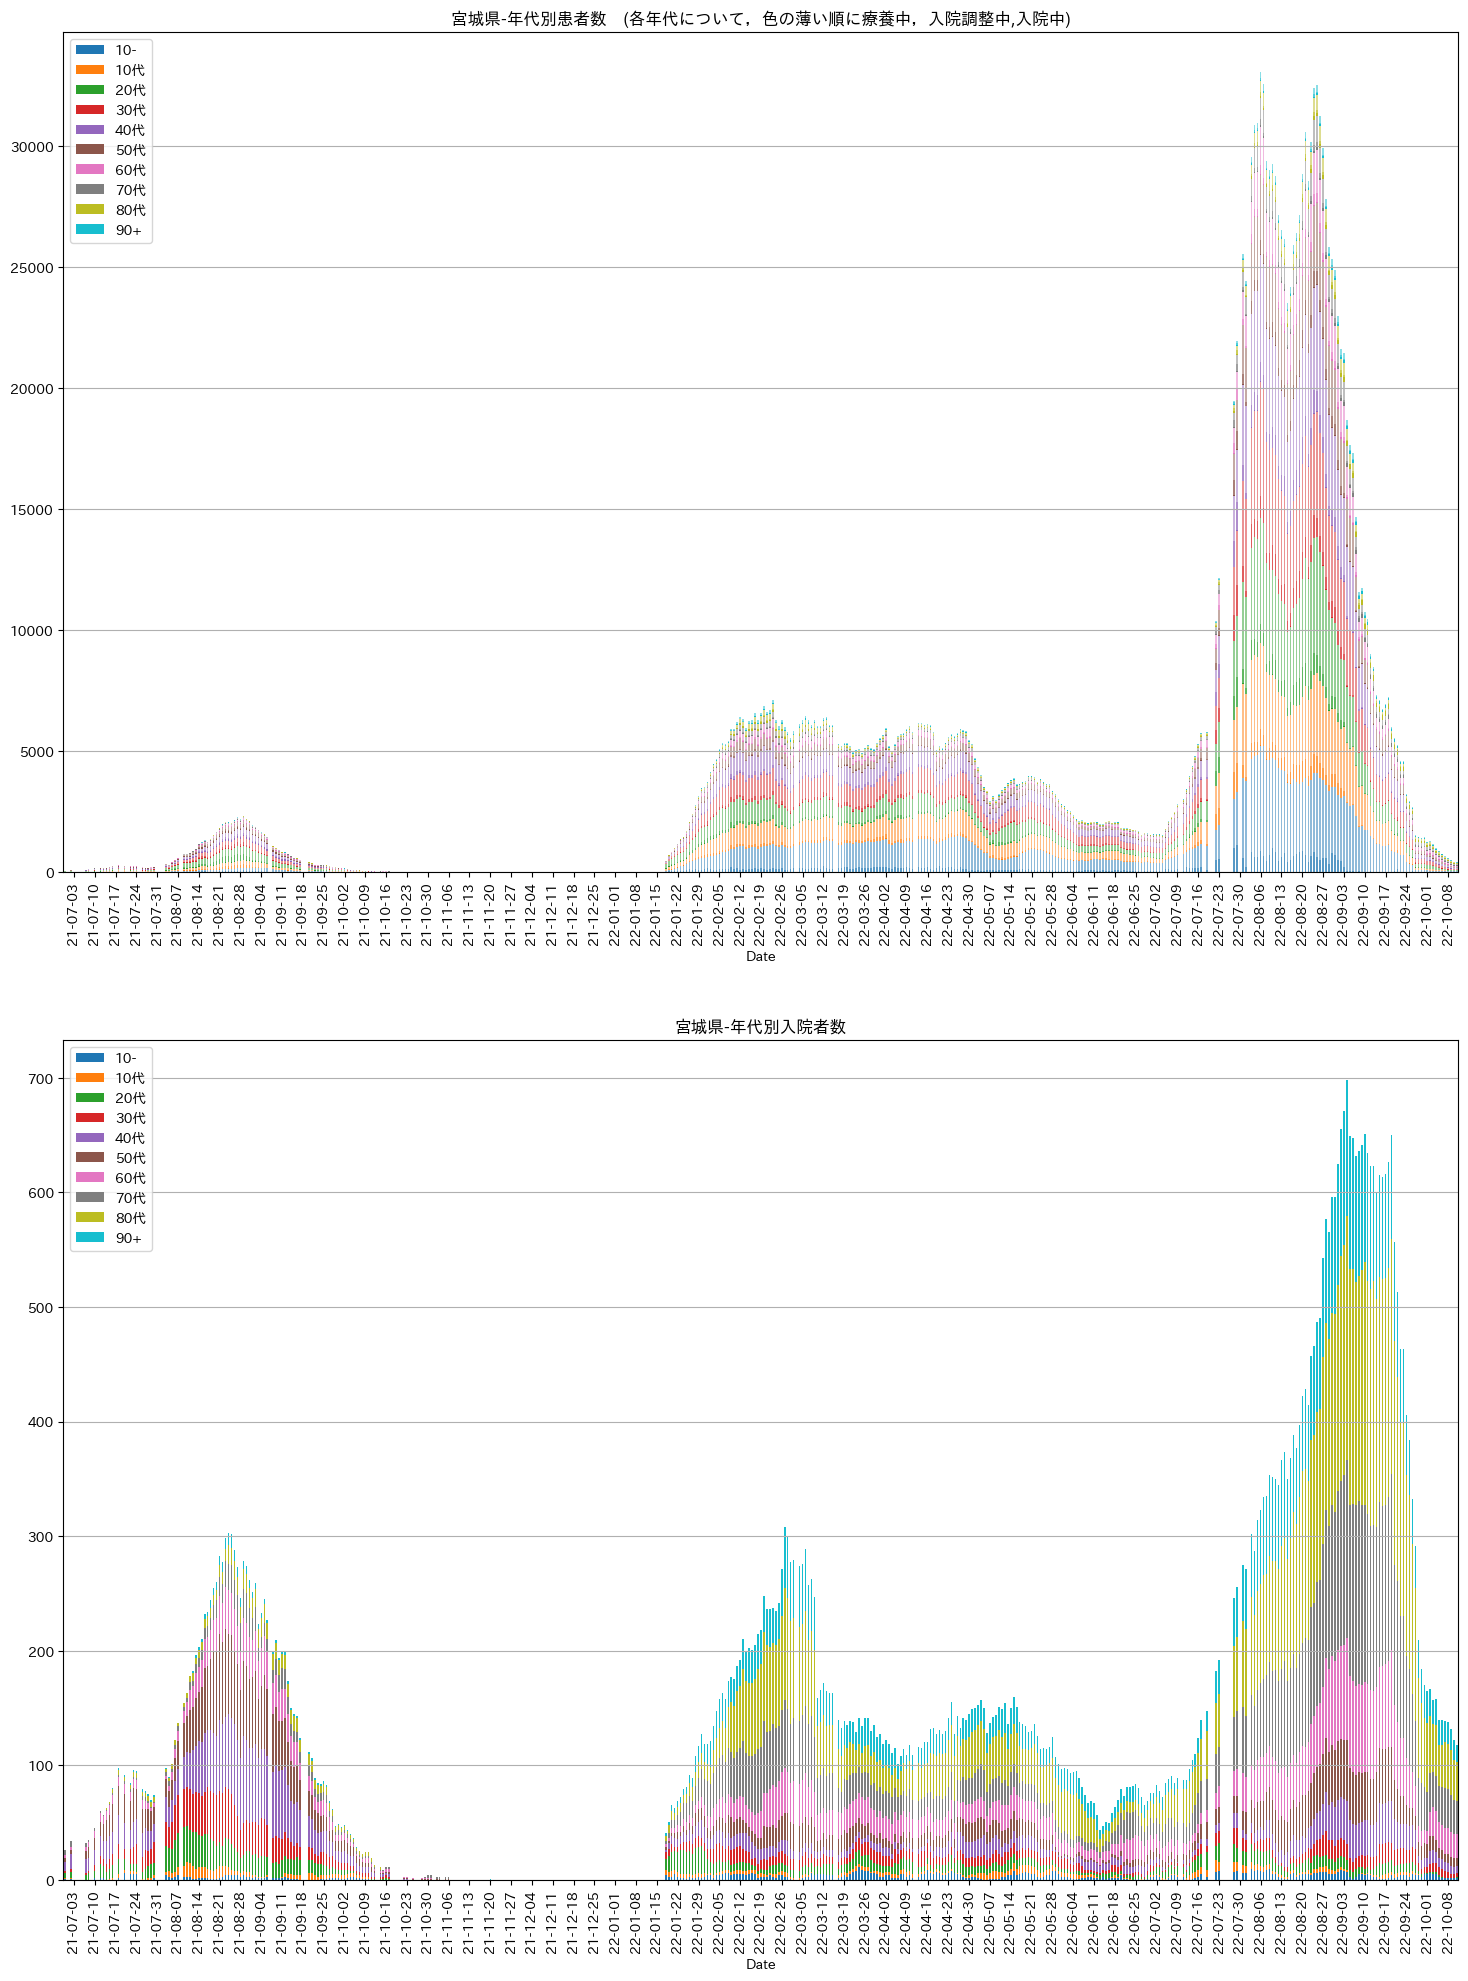 宮城県-年代別患者数　(各年代について，色の薄い順に療養中，入院調整中,入院中)
10-
10代
20代
30代
40代
50代
60代
70代
80代
90+
30000
25000
20000
15000
10000
5000
0
21-07-03 21-07-10 21-07-17 21-07-24 21-07-31 21-08-07 21-08-14 21-08-21 21-08-28 21-09-04 21-09-11 21-09-18 21-09-25 21-10-02 21-10-09 21-10-16 21-10-23 21-10-30 21-11-06 21-11-13 21-11-20 21-11-27 21-12-04 21-12-11 21-12-18 21-12-25 22-01-01 22-01-08 22-01-15 22-01-22 22-01-29 22-02-05 22-02-12 22-02-19 22-02-26 22-03-05 22-03-12 22-03-19 22-03-26 22-04-02 22-04-09 22-04-16 22-04-23 22-04-30 22-05-07 22-05-14 22-05-21 22-05-28 22-06-04 22-06-11 22-06-18 22-06-25 22-07-02 22-07-09 22-07-16 22-07-23 22-07-30 22-08-06 22-08-13 22-08-20 22-08-27 22-09-03 22-09-10 22-09-17 22-09-24 22-10-01 22-10-08
Date
宮城県-年代別入院者数
10-
10代
20代
30代
40代
50代
60代
70代
80代
90+
700
600
500
400
300
200
100
0
21-07-03 21-07-10 21-07-17 21-07-24 21-07-31 21-08-07 21-08-14 21-08-21 21-08-28 21-09-04 21-09-11 21-09-18 21-09-25 21-10-02 21-10-09 21-10-16 21-10-23 21-10-30 21-11-06 21-11-13 21-11-20 21-11-27 21-12-04 21-12-11 21-12-18 21-12-25 22-01-01 22-01-08 22-01-15 22-01-22 22-01-29 22-02-05 22-02-12 22-02-19 22-02-26 22-03-05 22-03-12 22-03-19 22-03-26 22-04-02 22-04-09 22-04-16 22-04-23 22-04-30 22-05-07 22-05-14 22-05-21 22-05-28 22-06-04 22-06-11 22-06-18 22-06-25 22-07-02 22-07-09 22-07-16 22-07-23 22-07-30 22-08-06 22-08-13 22-08-20 22-08-27 22-09-03 22-09-10 22-09-17 22-09-24 22-10-01 22-10-08
Date